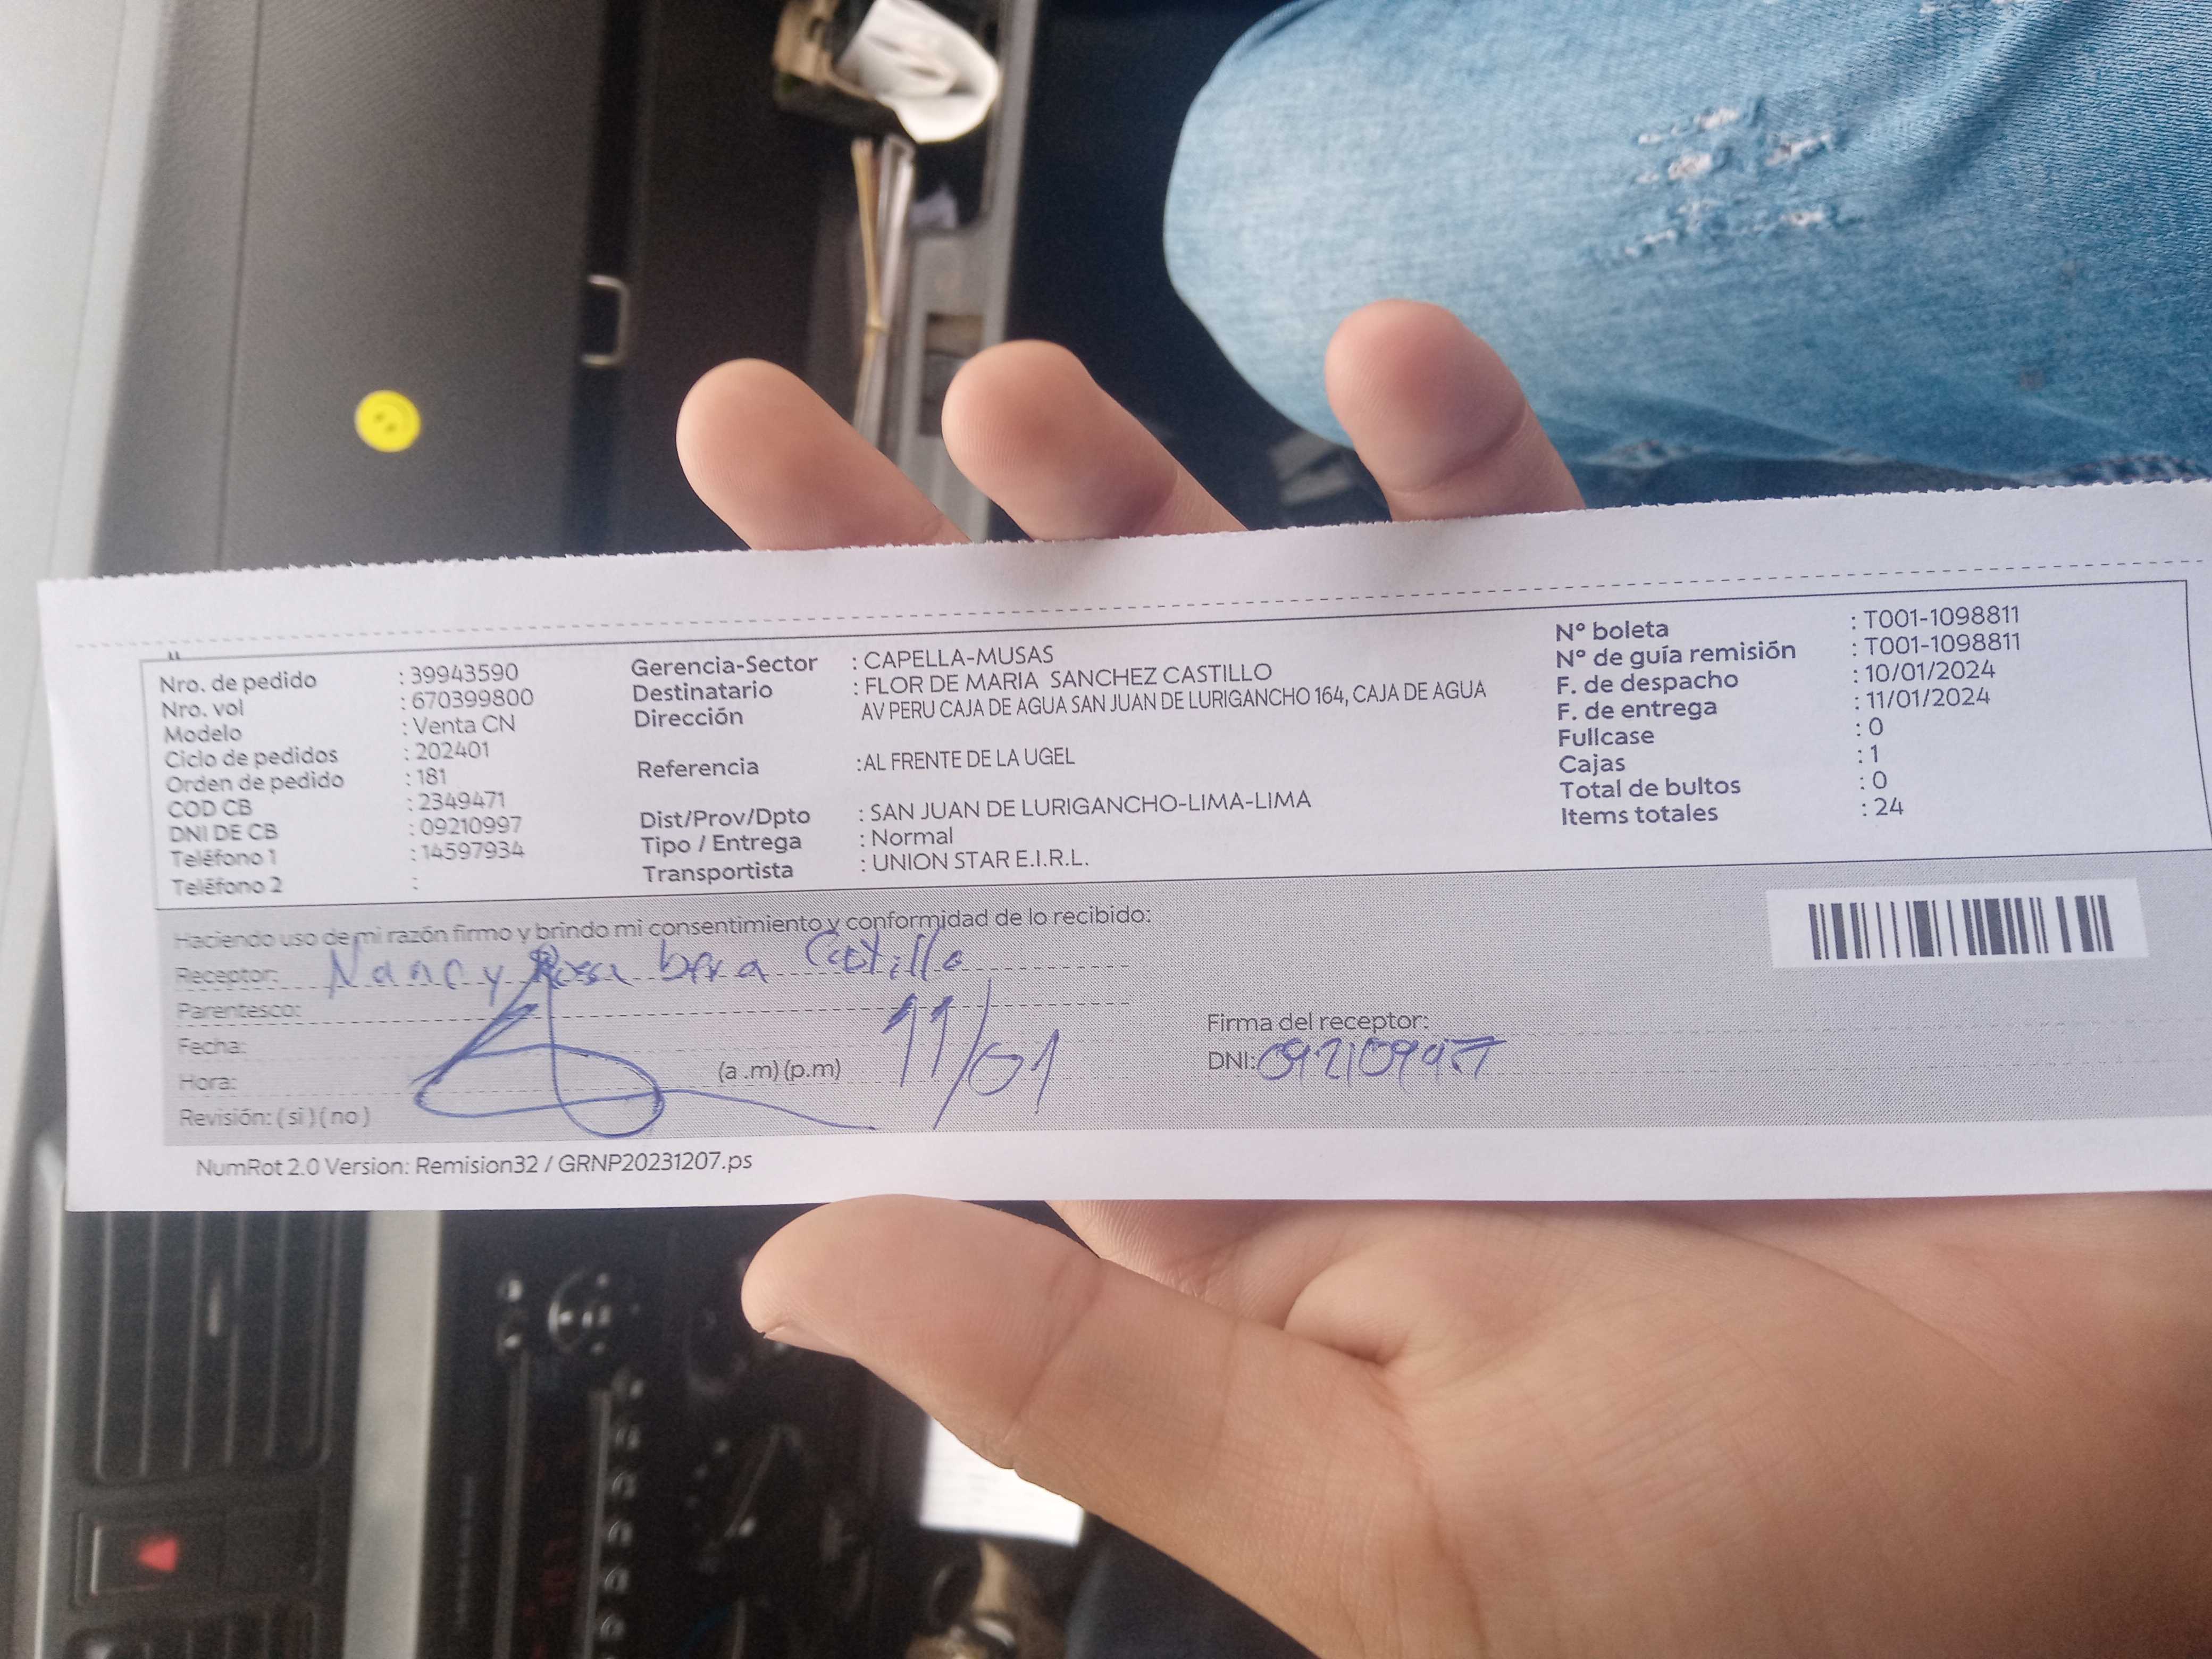 Nro. de pedido : 39943590
Nro. vol : 670399800
Modelo : Venta CN
Ciclo de pedidos : 202401
Orden de pedido : 181
COD CB : 2349471
DNI DE CB : 09210997
Teléfono 1 : 14597934
Teléfono 2 :
Gerencia-Sector : CAPELLA-MUSAS
Destinatario : FLOR DE MARIA SANCHEZ CASTILLO
Dirección AV PERU CAJA DE AGUA SAN JUAN DE LURIGANCHO 164, CAJA DE AGUA
Referencia : AL FRENTE DE LA UGEL
Dist/Prov/Dpto : SAN JUAN DE LURIGANCHO-LIMA-LIMA
Tipo / Entrega : Normal
Transportista : UNION STAR E.I.R.L.
N° boleta : T001-1098811
N° de guía remisión : T001-1098811
F. de despacho : 10/01/2024
F. de entrega : 11/01/2024
Fullcase : 0
Cajas : 1
Total de bultos : 0
Items totales : 24
Haciendo uso de mi razón firmo y brindo mi consentimiento y conformidad de lo recibido:
Receptor: Nancy Rosa Castillo
Parentesco:
Fecha:
Hora: (a .m) (p.m) 11/01
Revisión: ( si ) ( no )
Firma del receptor:
DNI: 09210997
NumRot 2.0 Version: Remision32 / GRNP20231207.ps